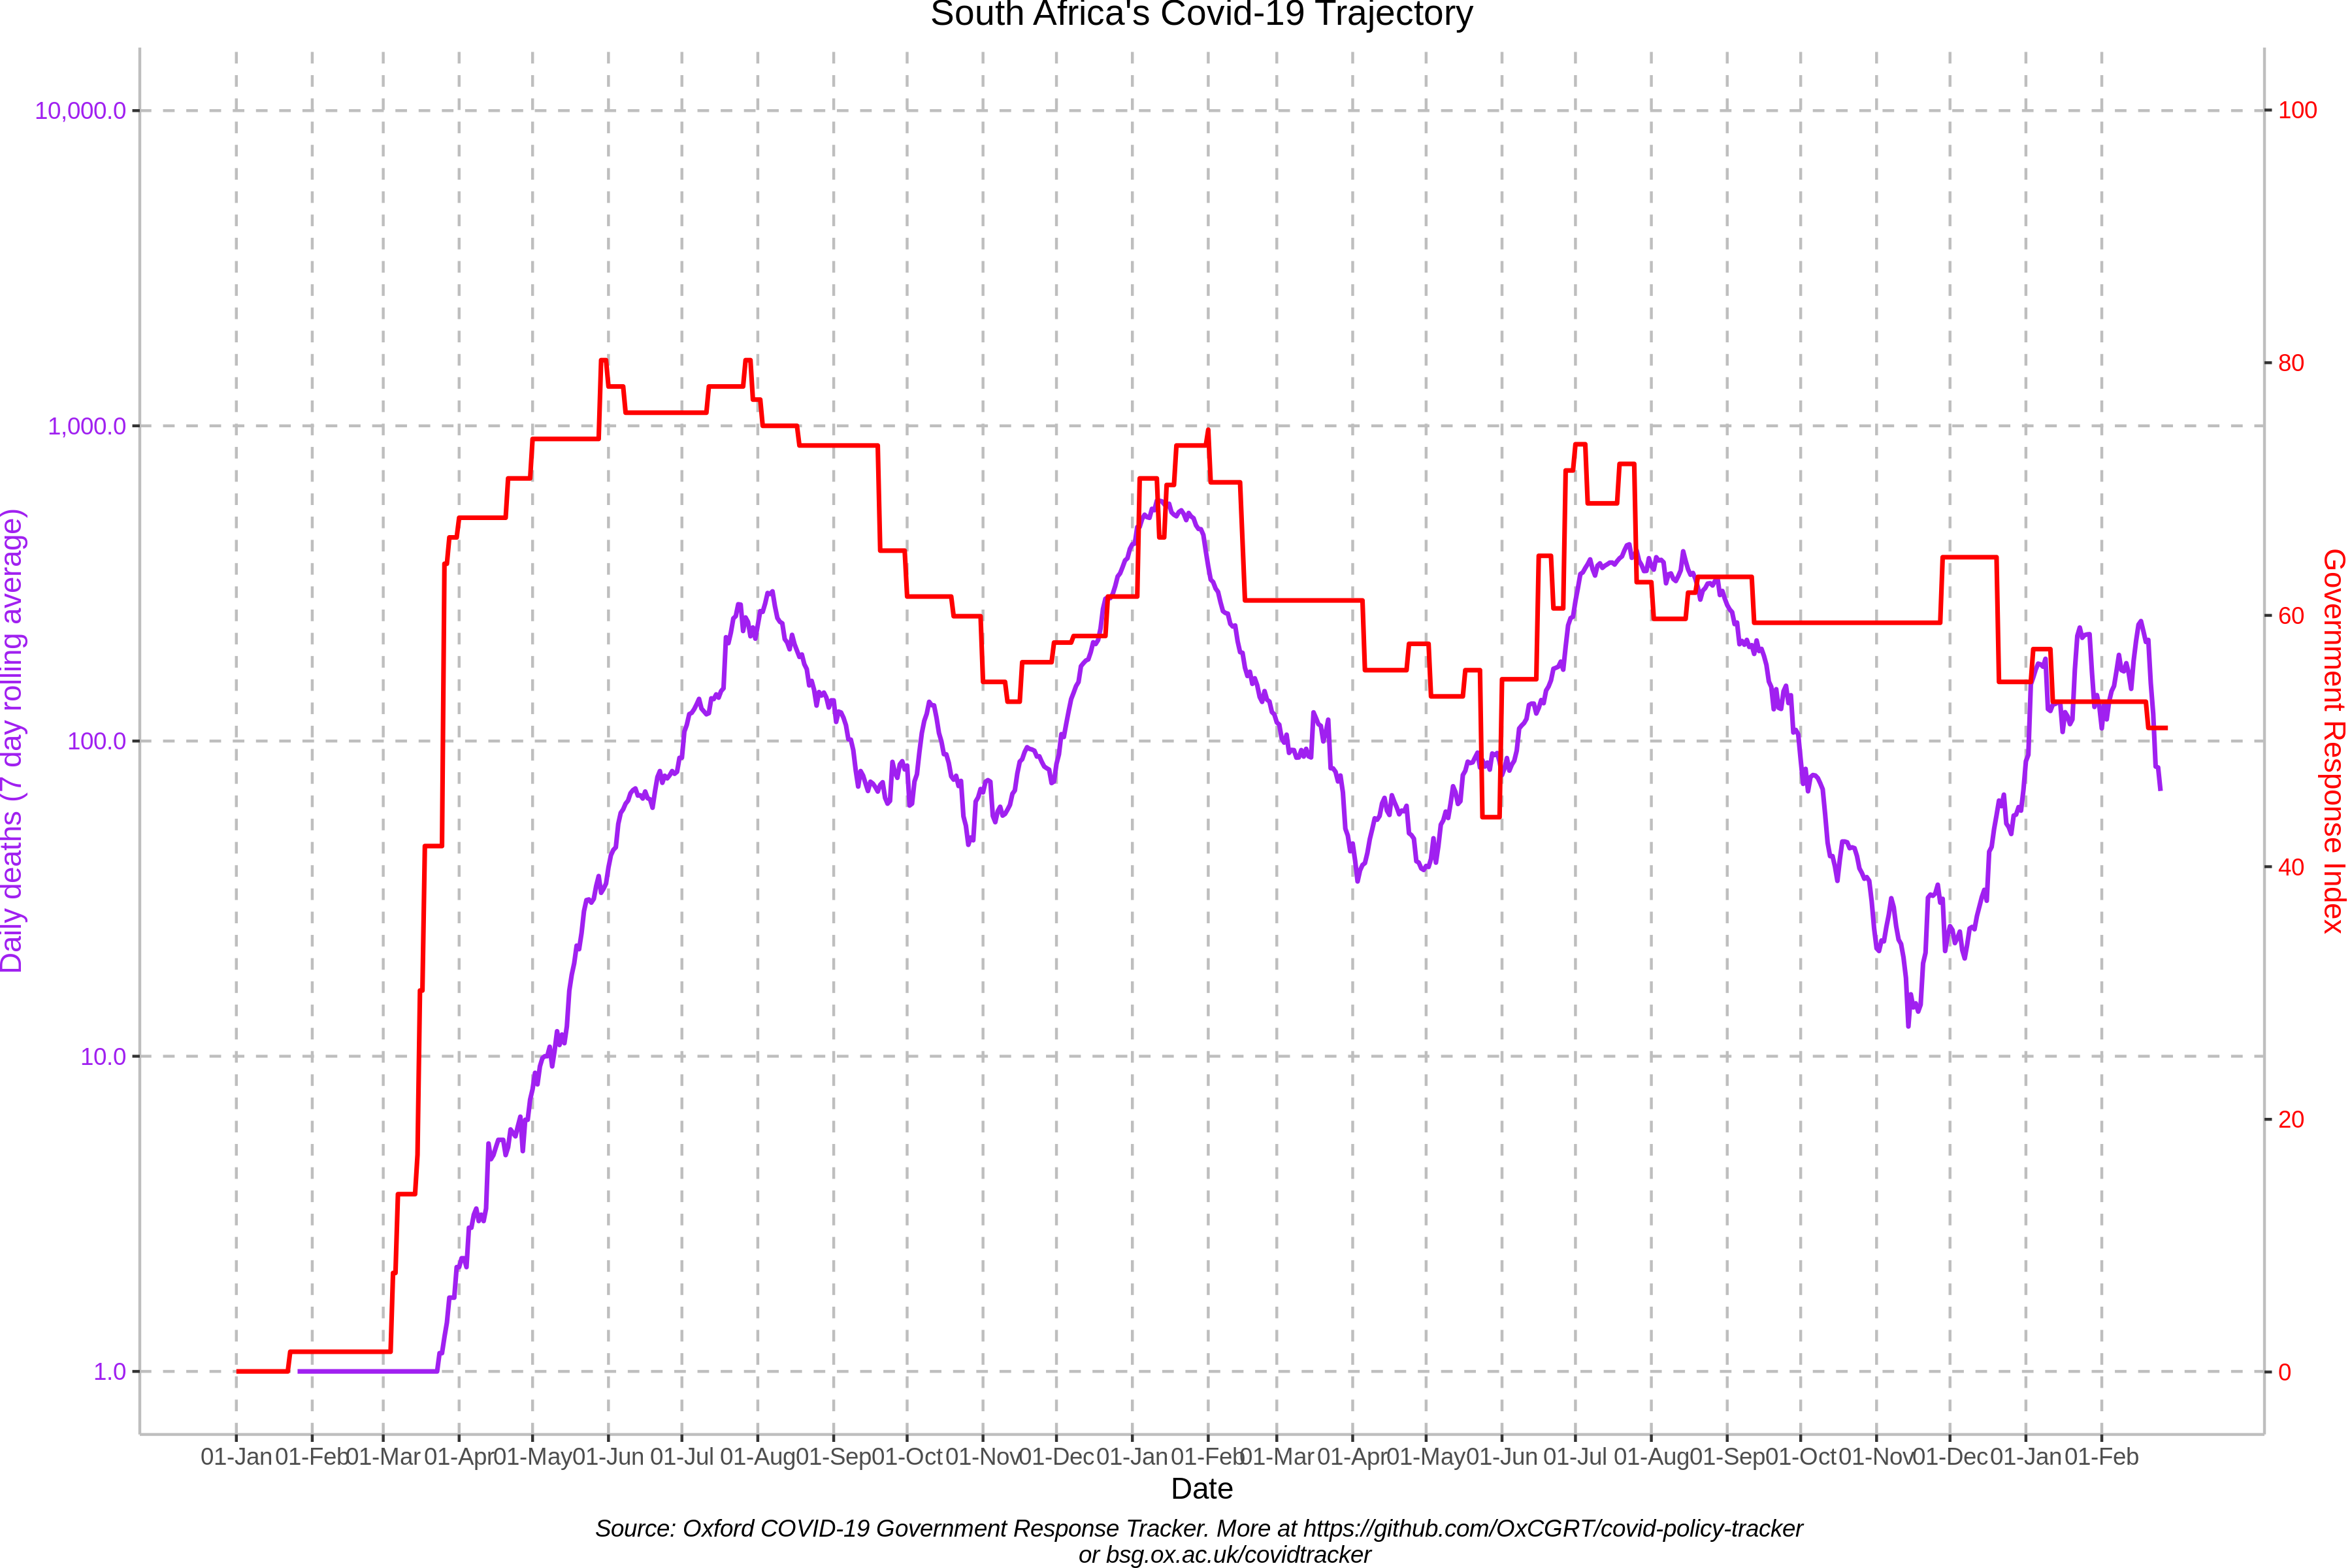 South Africa's Covid-19 Trajectory
Daily deaths (7 day rolling average)
10,000.0
1,000.0
100.0
10.0
1.0
100
80
60
40
20
0
Government Response Index
01-Jan 01-Feb 01-Mar 01-Apr 01-May 01-Jun 01-Jul 01-Aug 01-Sep 01-Oct 01-Nov 01-Dec 01-Jan 01-Feb 01-Mar 01-Apr 01-May 01-Jun 01-Jul 01-Aug 01-Sep 01-Oct 01-Nov 01-Dec 01-Jan 01-Feb
Date
Source: Oxford COVID-19 Government Response Tracker. More at https://github.com/OxCGRT/covid-policy-tracker
or bsg.ox.ac.uk/covidtracker